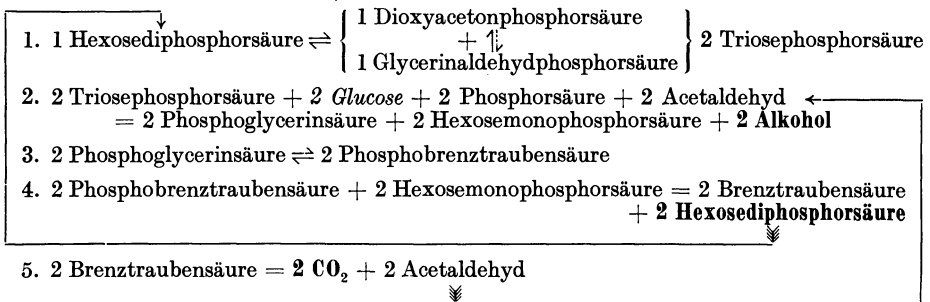 1 Dioxyacetonphosphorsäure
1. 1 Hexosediphosphorsäure ⇌ { + ⥮ } 2 Triosephosphorsäure
1 Glycerinaldehydphosphorsäure
2. 2 Triosephosphorsäure + 2 Glucose + 2 Phosphorsäure + 2 Acetaldehyd
= 2 Phosphoglycerinsäure + 2 Hexosemonophosphorsäure + 2 Alkohol
3. 2 Phosphoglycerinsäure ⇌ 2 Phosphobrenztraubensäure
4. 2 Phosphobrenztraubensäure + 2 Hexosemonophosphorsäure = 2 Brenztraubensäure
+ 2 Hexosediphosphorsäure
5. 2 Brenztraubensäure = 2 CO₂ + 2 Acetaldehyd